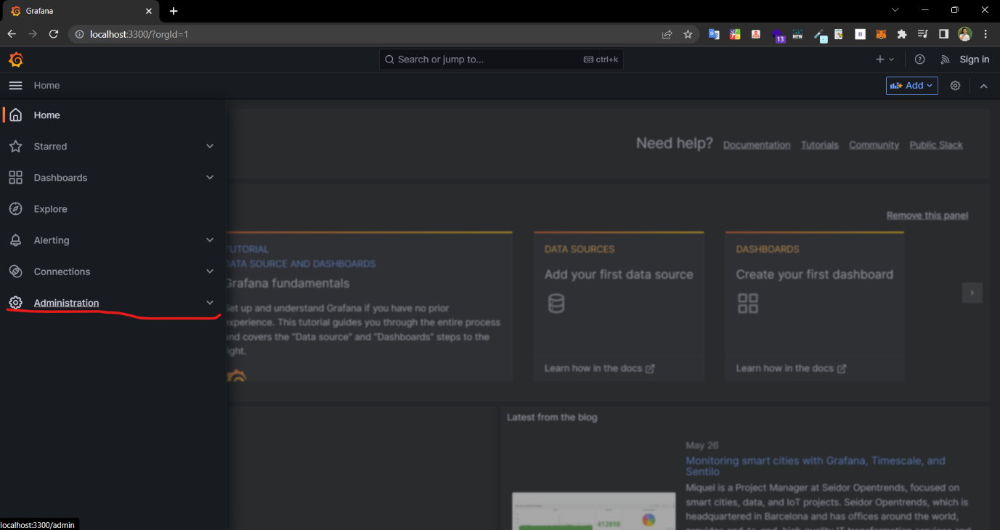 Grafana
localhost:3300/?orgId=1
13
NEW
B
Search or jump to...
ctrl+k
Sign in
Home
Add
Home
Starred
Dashboards
Explore
Alerting
Connections
Administration
Need help?
Documentation
Tutorials
Community
Public Slack
Remove this panel
TUTORIAL
DATA SOURCE AND DASHBOARDS
Grafana fundamentals
Set up and understand Grafana if you have no prior
experience. This tutorial guides you through the entire process
and covers the "Data source" and "Dashboards" steps to the
right.
DATA SOURCES
Add your first data source
Learn how in the docs
DASHBOARDS
Create your first dashboard
Learn how in the docs
Latest from the blog
May 26
Monitoring smart cities with Grafana, Timescale, and
Sentilo
Miquel is a Project Manager at Seidor Opentrends, focused on
smart cities, data, and IoT projects. Seidor Opentrends, which is
headquartered in Barcelona and has offices around the world,
412898
localhost:3300/admin